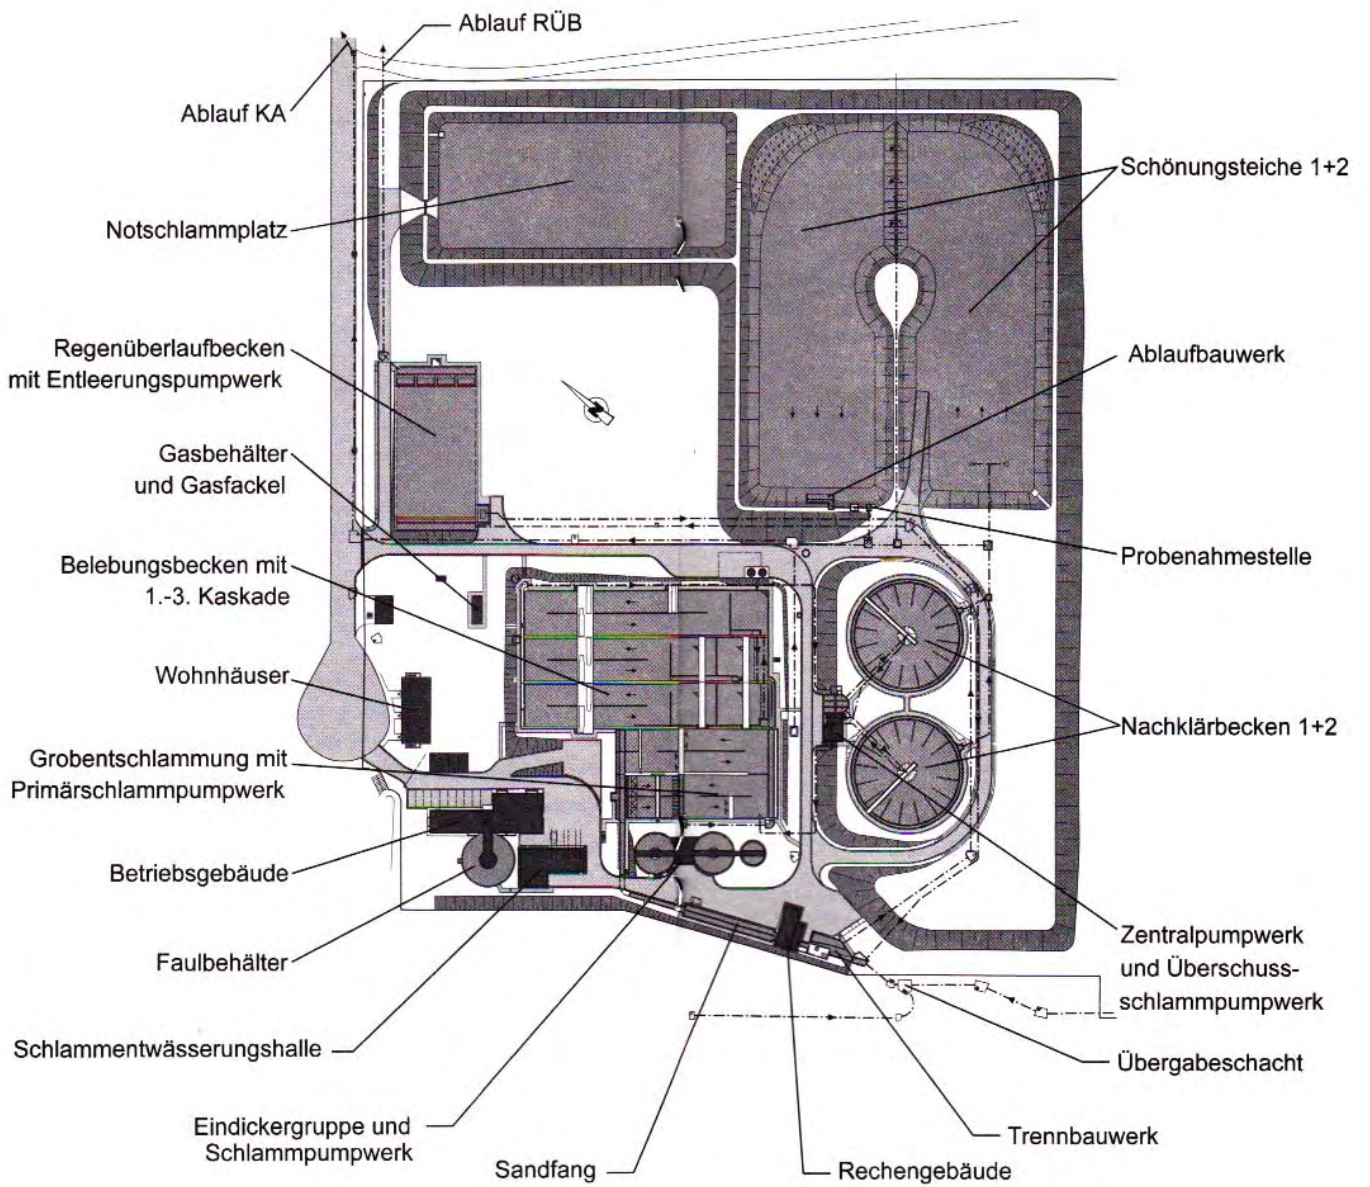 Ablauf RÜB
Ablauf KA
Schönungsteiche 1+2
Notschlammplatz
Regenüberlaufbecken
mit Entleerungspumpwerk
Ablaufbauwerk
Gasbehälter
und Gasfackel
N
Probenahmestelle
Belebungsbecken mit
1.-3. Kaskade
Wohnhäuser
Nachklärbecken 1+2
Grobentschlammung mit
Primärschlammpumpwerk
Betriebsgebäude
Zentralpumpwerk
und Überschuss-
schlammpumpwerk
Faulbehälter
Schlammentwässerungshalle
Übergabeschacht
Eindickergruppe und
Schlammpumpwerk
Trennbauwerk
Sandfang
Rechengebäude